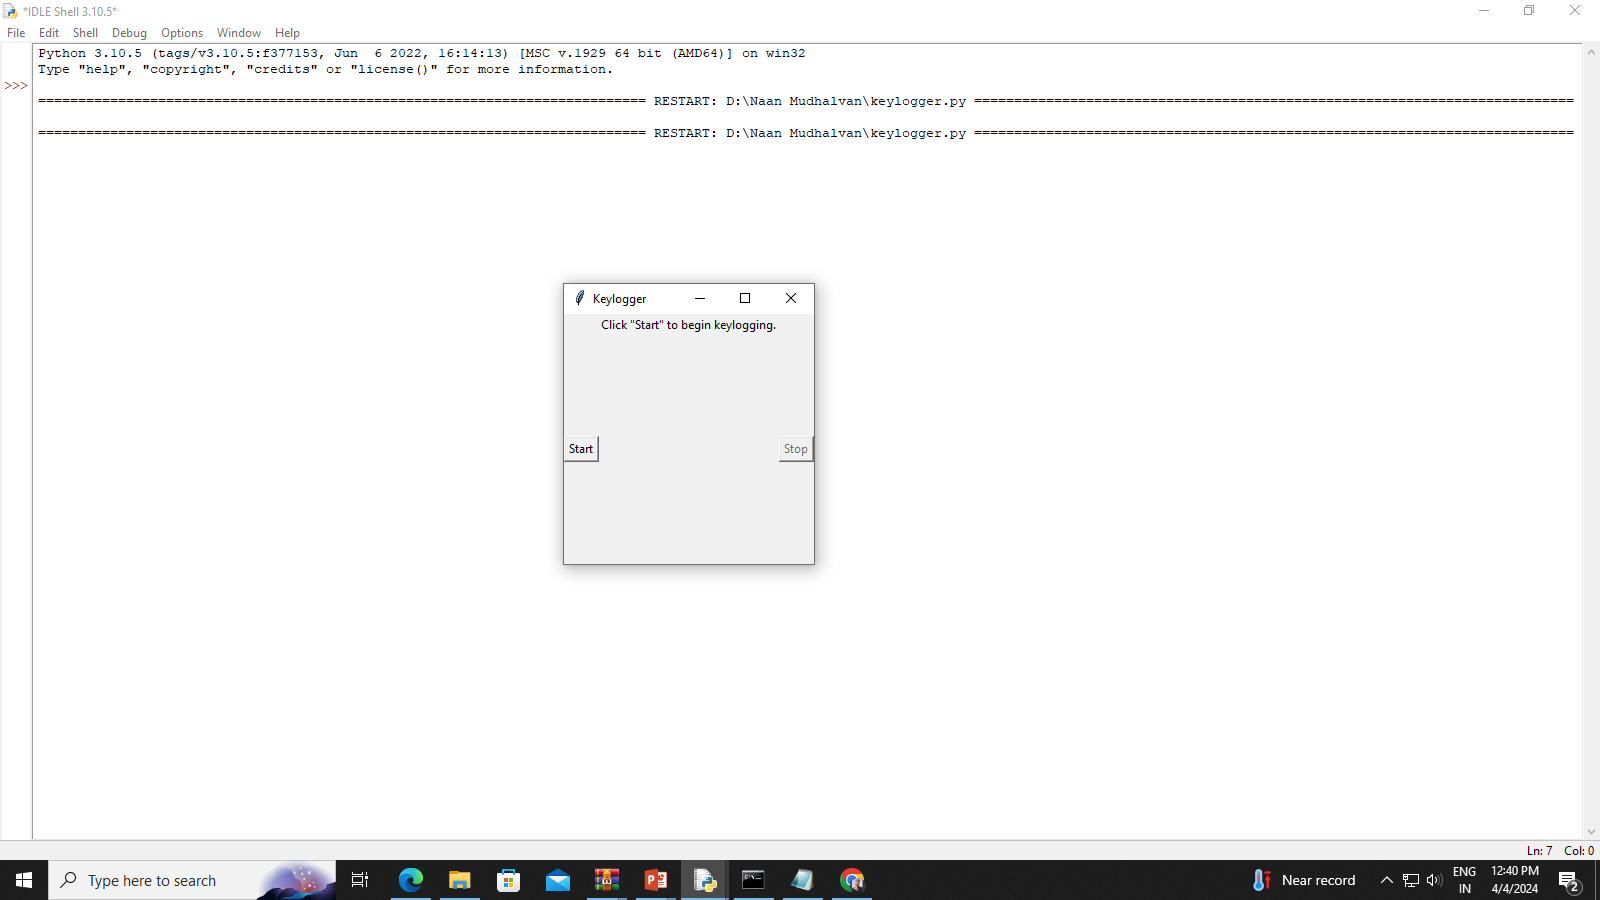 *IDLE Shell 3.10.5*
File Edit Shell Debug Options Window Help
Python 3.10.5 (tags/v3.10.5:f377153, Jun  6 2022, 16:14:13) [MSC v.1929 64 bit (AMD64)] on win32
Type "help", "copyright", "credits" or "license()" for more information.
>>>
============================================================================ RESTART: D:\Naan Mudhalvan\keylogger.py ===========================================================================
============================================================================ RESTART: D:\Naan Mudhalvan\keylogger.py ===========================================================================
Keylogger
Click "Start" to begin keylogging.
Start Stop
Ln: 7 Col: 0
Type here to search
Near record
ENG
IN
12:40 PM
4/4/2024
2